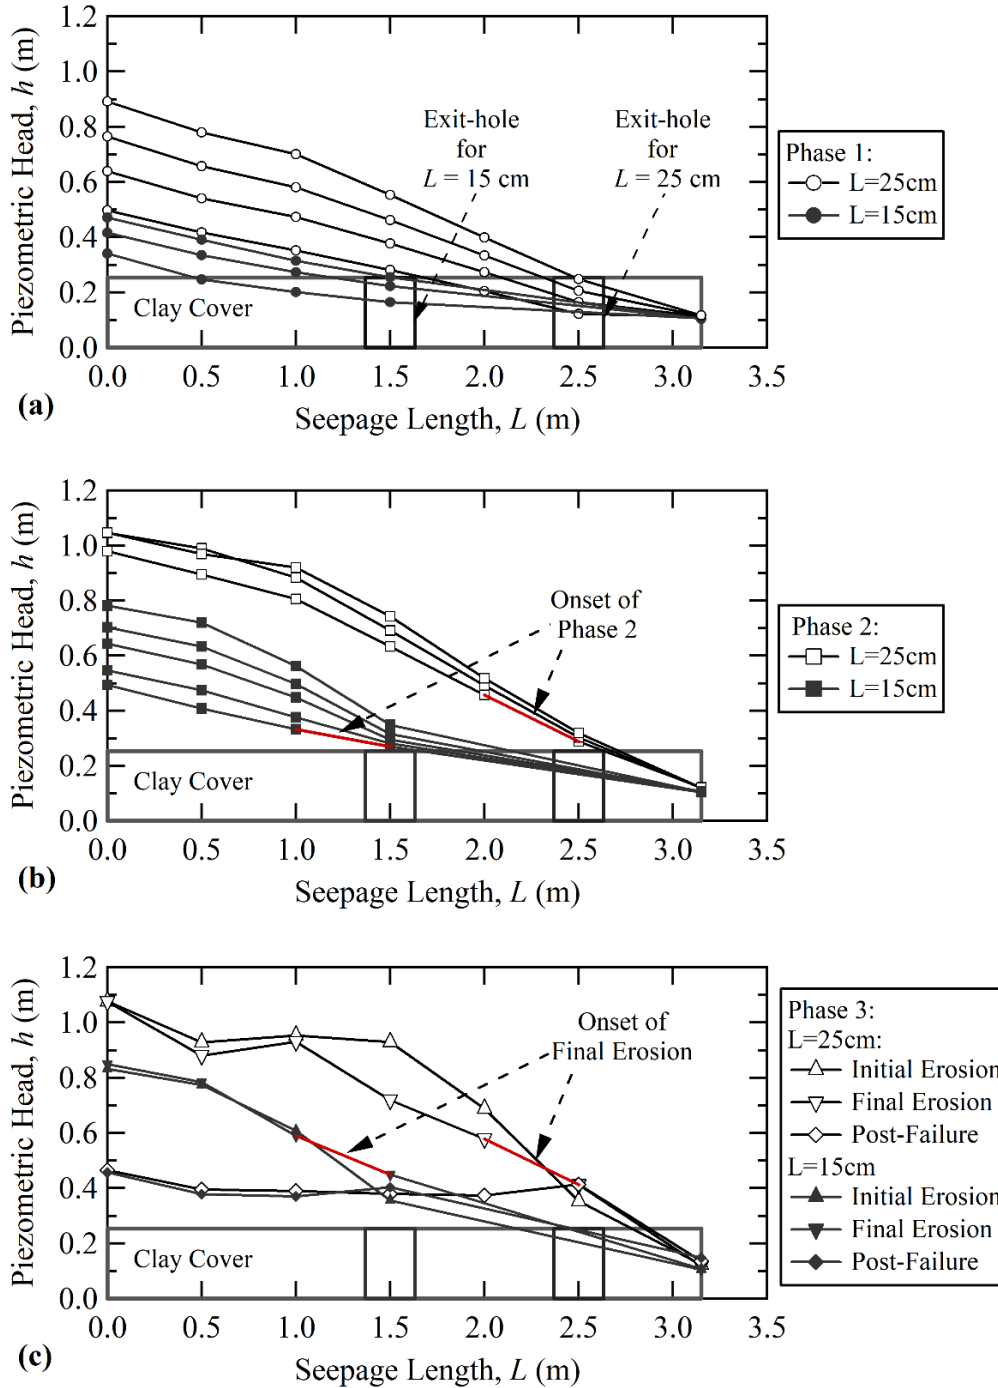 1.2
1.0
0.8
0.6
0.4
0.2
0.0
Piezometric Head, h (m)
Exit-hole
for
L = 15 cm
Exit-hole
for
L = 25 cm
Clay Cover
0.0 0.5 1.0 1.5 2.0 2.5 3.0 3.5
Seepage Length, L (m)
(a)
Phase 1:
L=25cm
L=15cm
1.2
1.0
0.8
0.6
0.4
0.2
0.0
Piezometric Head, h (m)
Onset of
Phase 2
Clay Cover
0.0 0.5 1.0 1.5 2.0 2.5 3.0 3.5
Seepage Length, L (m)
(b)
Phase 2:
L=25cm
L=15cm
1.2
1.0
0.8
0.6
0.4
0.2
0.0
Piezometric Head, h (m)
Onset of
Final Erosion
Clay Cover
0.0 0.5 1.0 1.5 2.0 2.5 3.0 3.5
Seepage Length, L (m)
(c)
Phase 3:
L=25cm:
Initial Erosion
Final Erosion
Post-Failure
L=15cm
Initial Erosion
Final Erosion
Post-Failure